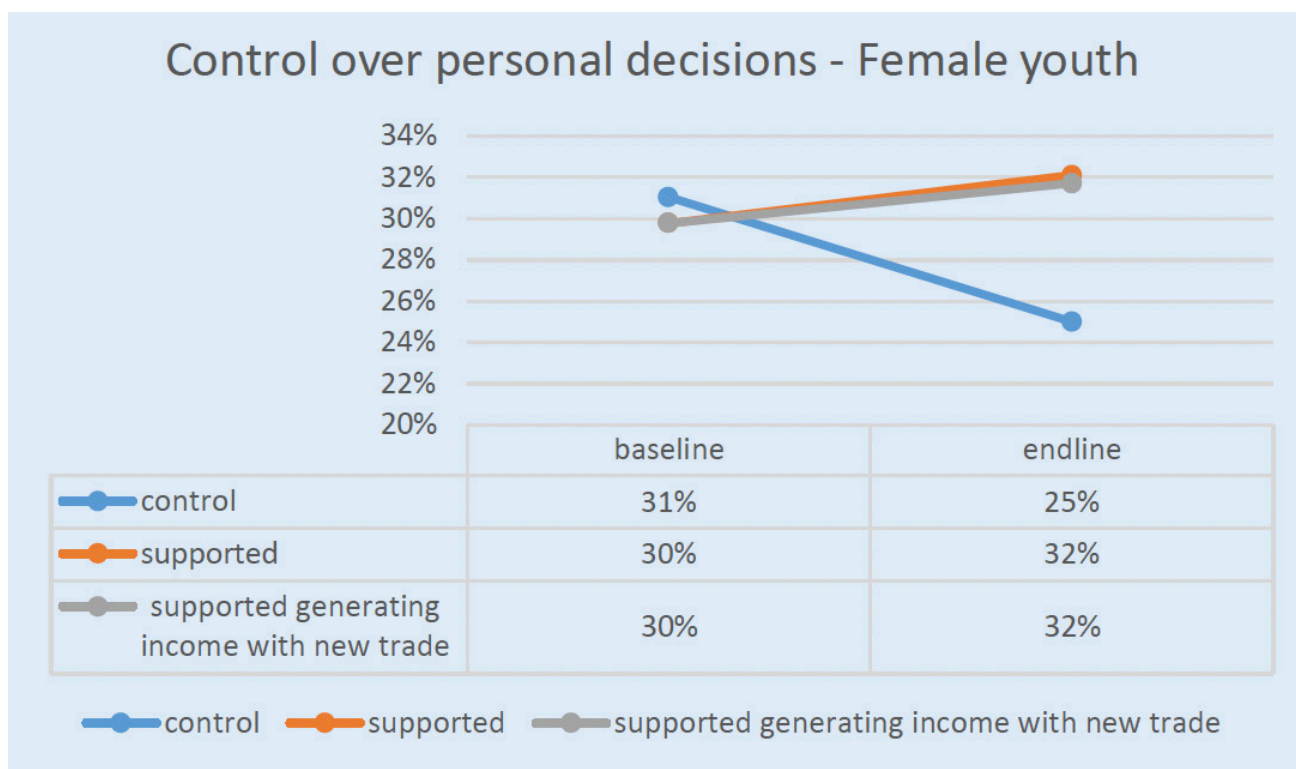 Control over personal decisions - Female youth
34%
32%
30%
28%
26%
24%
22%
20%
baseline endline
control 31% 25%
supported 30% 32%
supported generating
income with new trade 30% 32%
control supported supported generating income with new trade